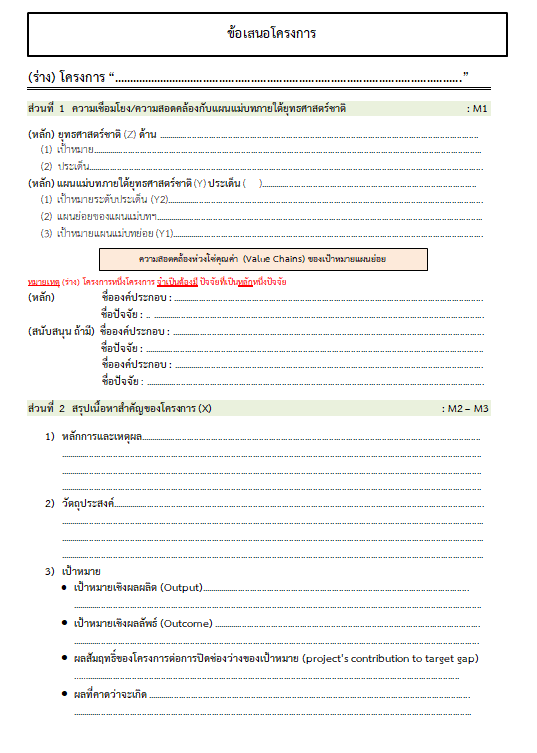 ข้อเสนอโครงการ
(ร่าง) โครงการ “..............................................................................................................”
ส่วนที่ 1 ความเชื่อมโยง/ความสอดคล้องกับแผนแม่บทภายใต้ยุทธศาสตร์ชาติ : M1
(หลัก) ยุทธศาสตร์ชาติ (Z) ด้าน ..............................................................................................................
(1) เป้าหมาย..............................................................................................................
(2) ประเด็น..............................................................................................................
(หลัก) แผนแม่บทภายใต้ยุทธศาสตร์ชาติ (Y) ประเด็น ( )..............................................................................
(1) เป้าหมายระดับประเด็น (Y2)..............................................................................................................
(2) แผนย่อยของแผนแม่บทฯ..............................................................................................................
(3) เป้าหมายแผนแม่บทย่อย (Y1)..............................................................................................................
ความสอดคล้องห่วงโซ่คุณค่า (Value Chains) ของเป้าหมายแผนย่อย
หมายเหตุ (ร่าง) โครงการหนึ่งโครงการ จำเป็นต้องมี ปัจจัยที่เป็นหลักหนึ่งปัจจัย
(หลัก) ชื่อองค์ประกอบ : ..............................................................................................................
ชื่อปัจจัย : .. ..............................................................................................................
(สนับสนุน ถ้ามี) ชื่อองค์ประกอบ : ..............................................................................................................
ชื่อปัจจัย : ..............................................................................................................
ชื่อองค์ประกอบ : ..............................................................................................................
ชื่อปัจจัย : ..............................................................................................................
ส่วนที่ 2 สรุปเนื้อหาสำคัญของโครงการ (X) : M2 – M3
1) หลักการและเหตุผล..............................................................................................................
..............................................................................................................
..............................................................................................................
..............................................................................................................
2) วัตถุประสงค์..............................................................................................................
..............................................................................................................
..............................................................................................................
..............................................................................................................
3) เป้าหมาย
• เป้าหมายเชิงผลผลิต (Output)..............................................................................................................
..............................................................................................................
• เป้าหมายเชิงผลลัพธ์ (Outcome) ..............................................................................................................
..............................................................................................................
• ผลสัมฤทธิ์ของโครงการต่อการปิดช่องว่างของเป้าหมาย (project's contribution to target gap)
..............................................................................................................
• ผลที่คาดว่าจะเกิด ..............................................................................................................
..............................................................................................................